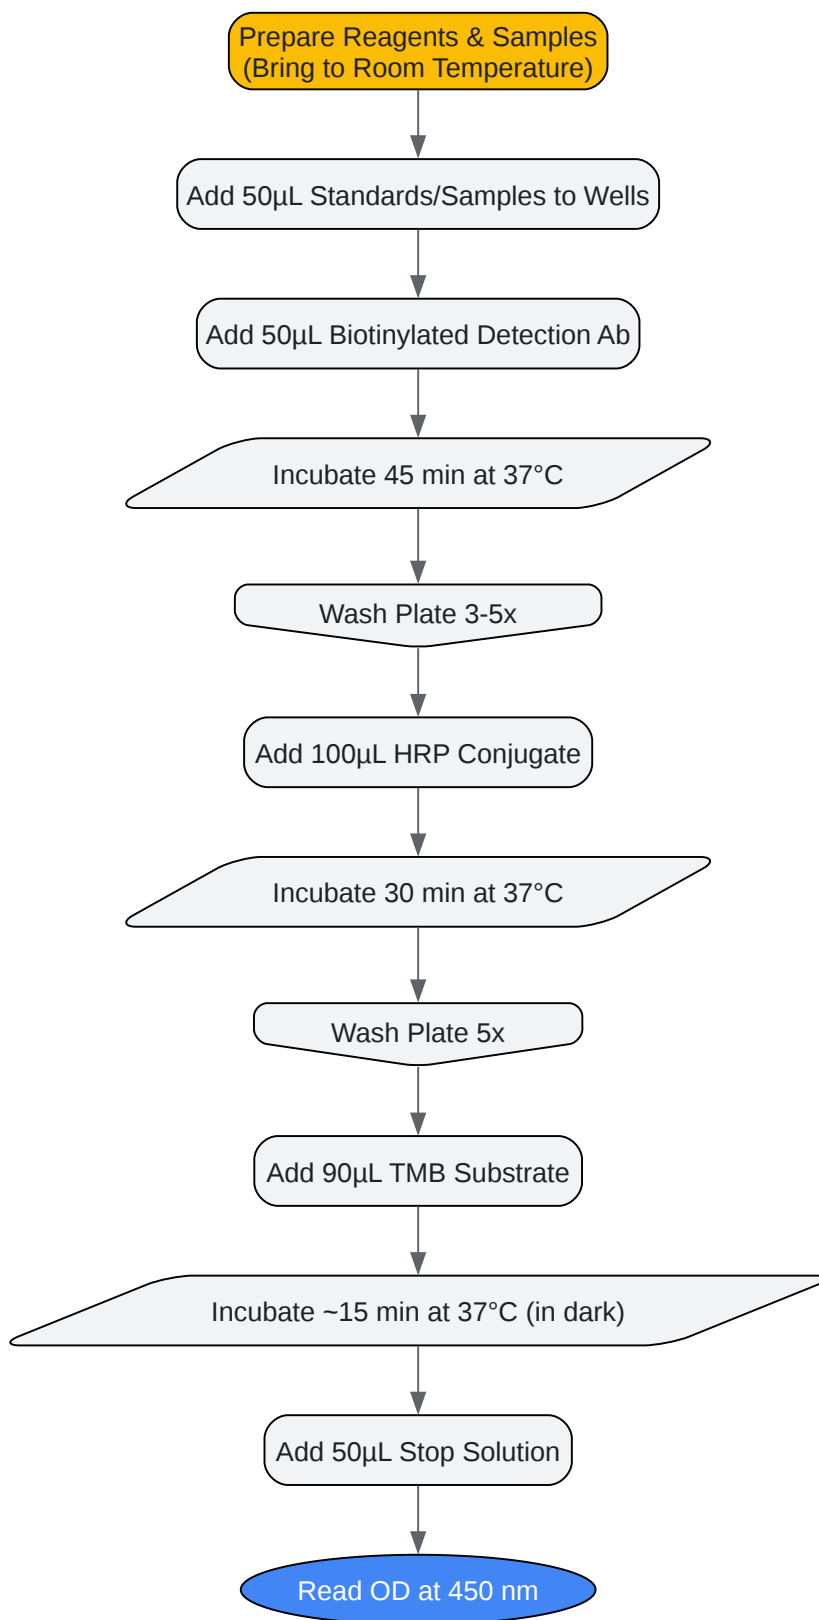 Prepare Reagents & Samples
(Bring to Room Temperature)
Add 50µL Standards/Samples to Wells
Add 50µL Biotinylated Detection Ab
Incubate 45 min at 37°C
Wash Plate 3-5x
Add 100µL HRP Conjugate
Incubate 30 min at 37°C
Wash Plate 5x
Add 90µL TMB Substrate
Incubate ~15 min at 37°C (in dark)
Add 50µL Stop Solution
Read OD at 450 nm